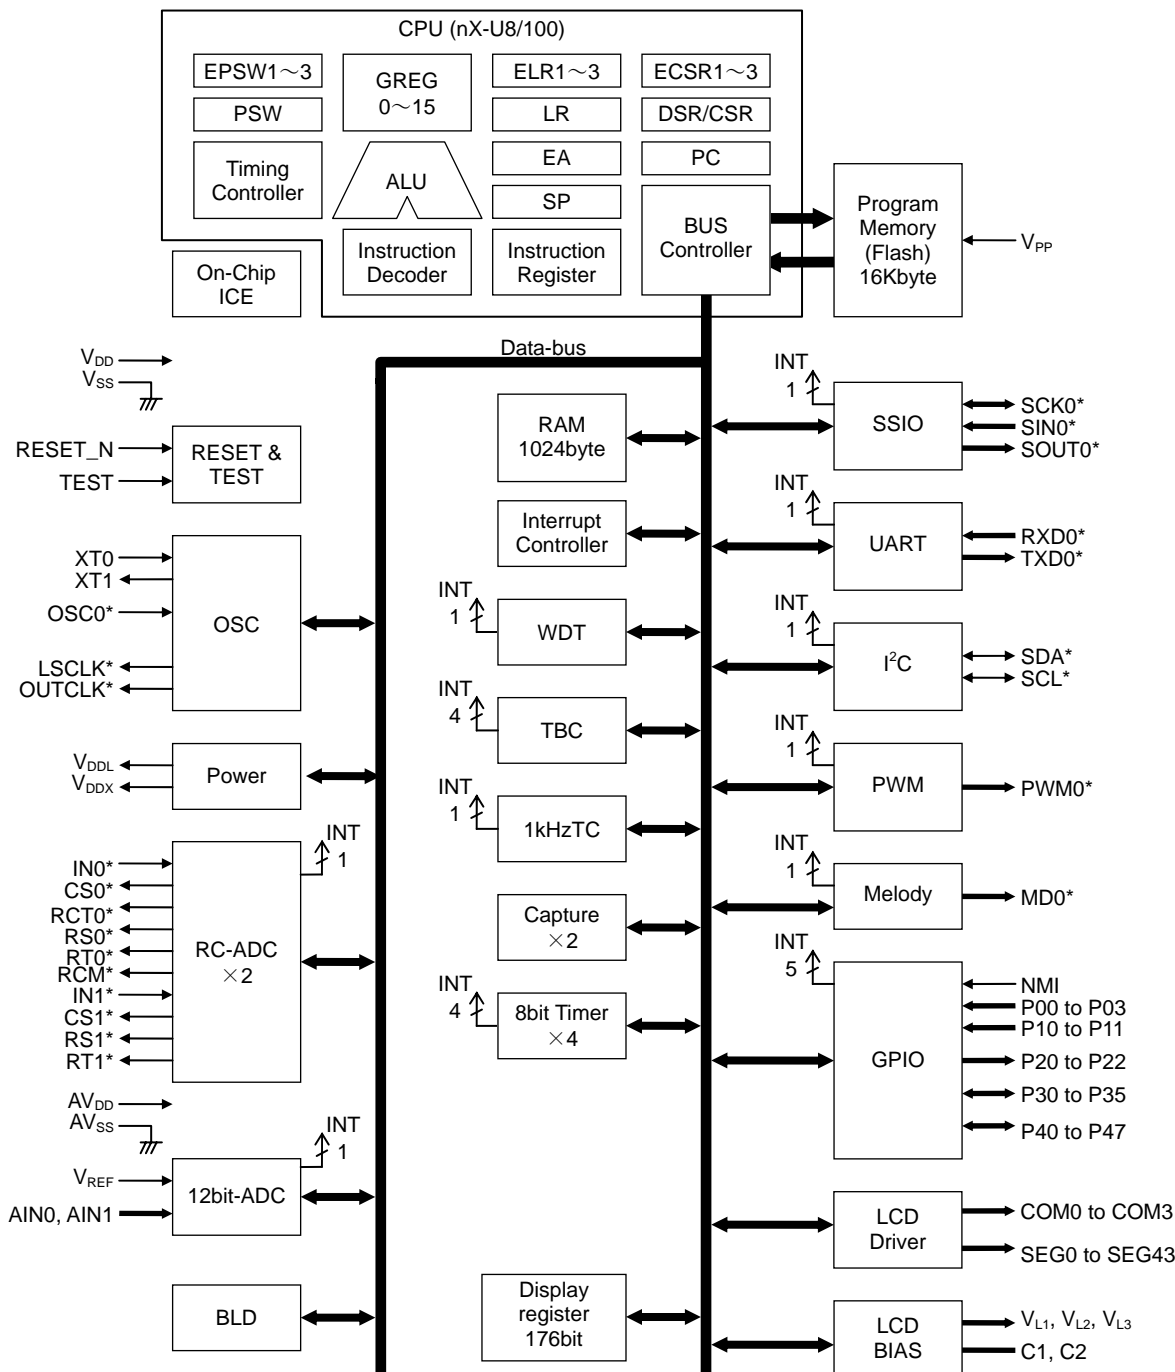 CPU (nX-U8/100)
EPSW1～3
GREG
0～15
ELR1～3
ECSR1～3
PSW
LR
DSR/CSR
Timing
Controller
ALU
EA
PC
SP
BUS
Controller
Instruction
Decoder
Instruction
Register
On-Chip
ICE
Program
Memory
(Flash)
16Kbyte
VPP
Data-bus
VDD
VSS
RESET_N
TEST
RESET &
TEST
XT0
XT1
OSC0*
LSCLK*
OUTCLK*
OSC
VDDL
VDDX
Power
INT
1
IN0*
CS0*
RCT0*
RS0*
RT0*
RCM*
IN1*
CS1*
RS1*
RT1*
RC-ADC
×2
AVDD
AVSS
INT
1
VREF
AIN0, AIN1
12bit-ADC
BLD
RAM
1024byte
Interrupt
Controller
INT
1
WDT
INT
4
TBC
INT
1
1kHzTC
Capture
×2
INT
4
8bit Timer
×4
Display
register
176bit
INT
1
SSIO
SCK0*
SIN0*
SOUT0*
INT
1
UART
RXD0*
TXD0*
INT
1
I²C
SDA*
SCL*
INT
1
PWM
PWM0*
INT
1
Melody
MD0*
INT
5
GPIO
NMI
P00 to P03
P10 to P11
P20 to P22
P30 to P35
P40 to P47
LCD
Driver
COM0 to COM3
SEG0 to SEG43
LCD
BIAS
VL1, VL2, VL3
C1, C2